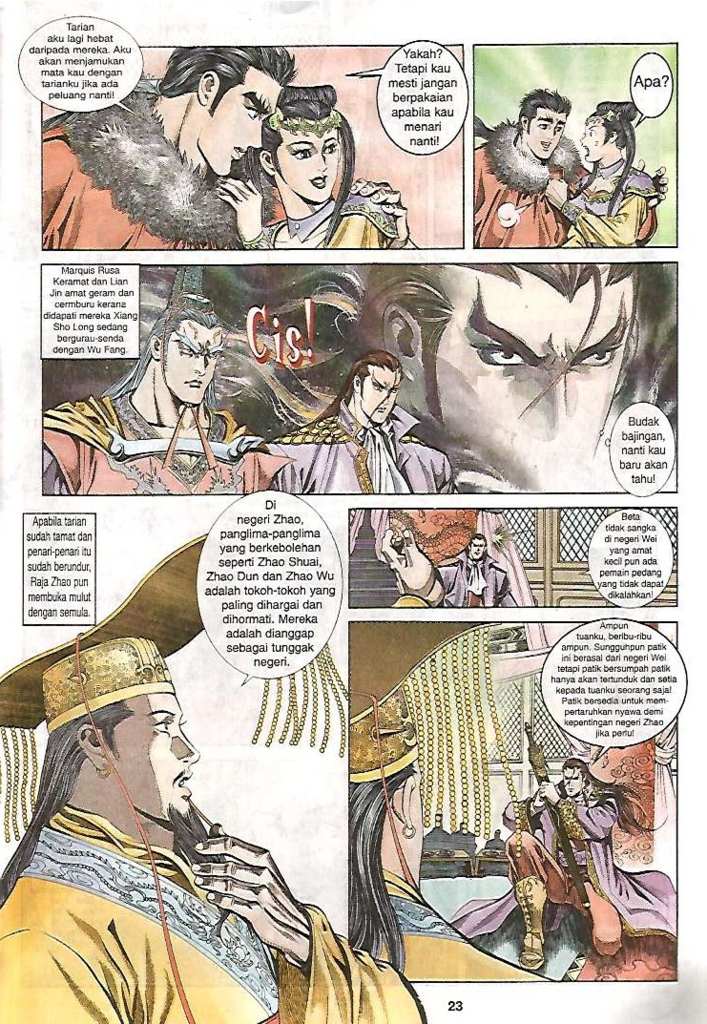 Tarian
aku lagi hebat
daripada mereka. Aku
akan menjamukan
mata kau dengan
tarianku jika ada
peluang nanti!
Yakah?
Tetapi kau
mesti jangan
berpakaian
apabila kau
menari
nanti!
Apa?
Marquis Rusa
Keramat dan Lian
Jin amat geram dan
cermburu kerana
didapati mereka Xiang
Sho Long sedang
bergurau-senda
dengan Wu Fang.
Cis!
Budak
bajingan,
nanti kau
baru akan
tahu!
Apabila tarian
sudah tamat dan
penari-penari itu
sudah berundur,
Raja Zhao pun
membuka mulut
dengan semula.
Di
negeri Zhao,
panglima-panglima
yang berkebolehan
seperti Zhao Shuai,
Zhao Dun dan Zhao Wu
adalah tokoh-tokoh yang
paling dihargai dan
dihormati. Mereka
adalah dianggap
sebagai tunggak
negeri.
Beta
tidak sangka
di negeri Wei
yang amat
kecil pun ada
pemain pedang
yang tidak dapat
dikalahkan!
Ampun
tuanku, beribu-ribu
ampun. Sungguhpun patik
ini berasal dari negeri Wei
tetapi patik bersumpah patik
hanya akan tertunduk dan setia
kepada tuanku seorang saja!
Patik bersedia untuk mem-
pertaruhkan nyawa demi
kepentingan negeri Zhao
jika perlu!
23